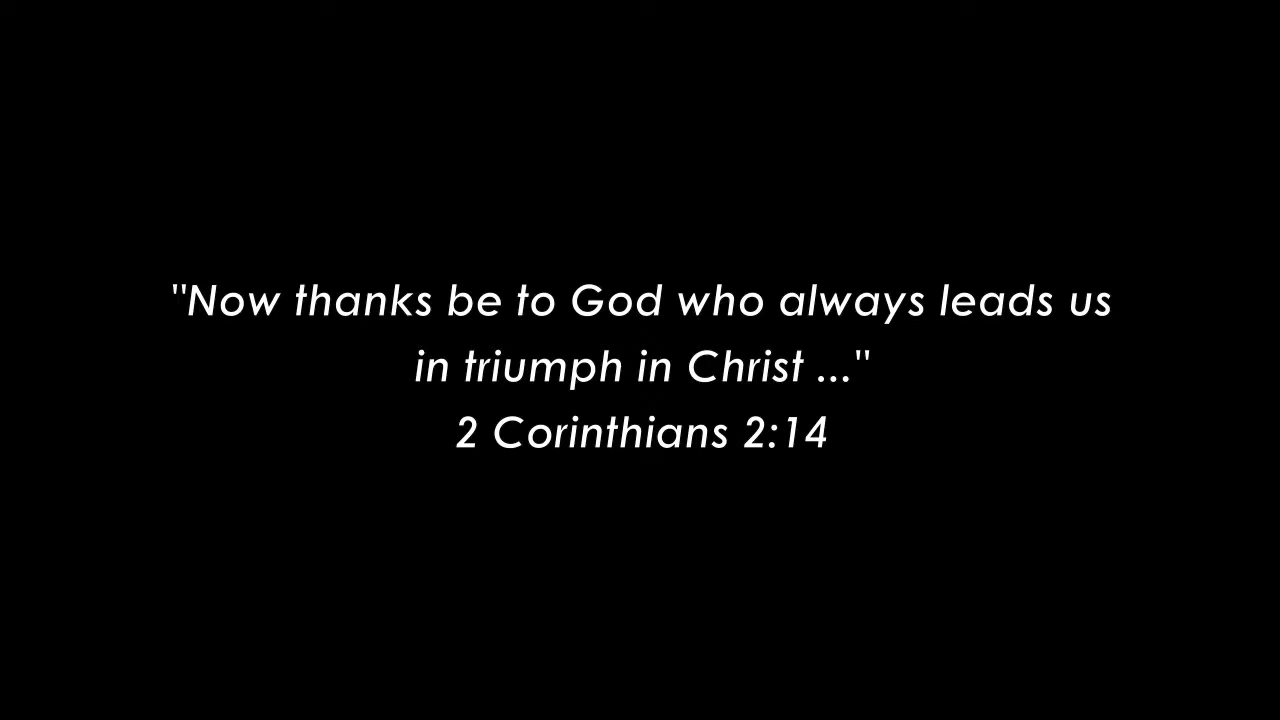 "Now thanks be to God who always leads us
in triumph in Christ ..."
2 Corinthians 2:14